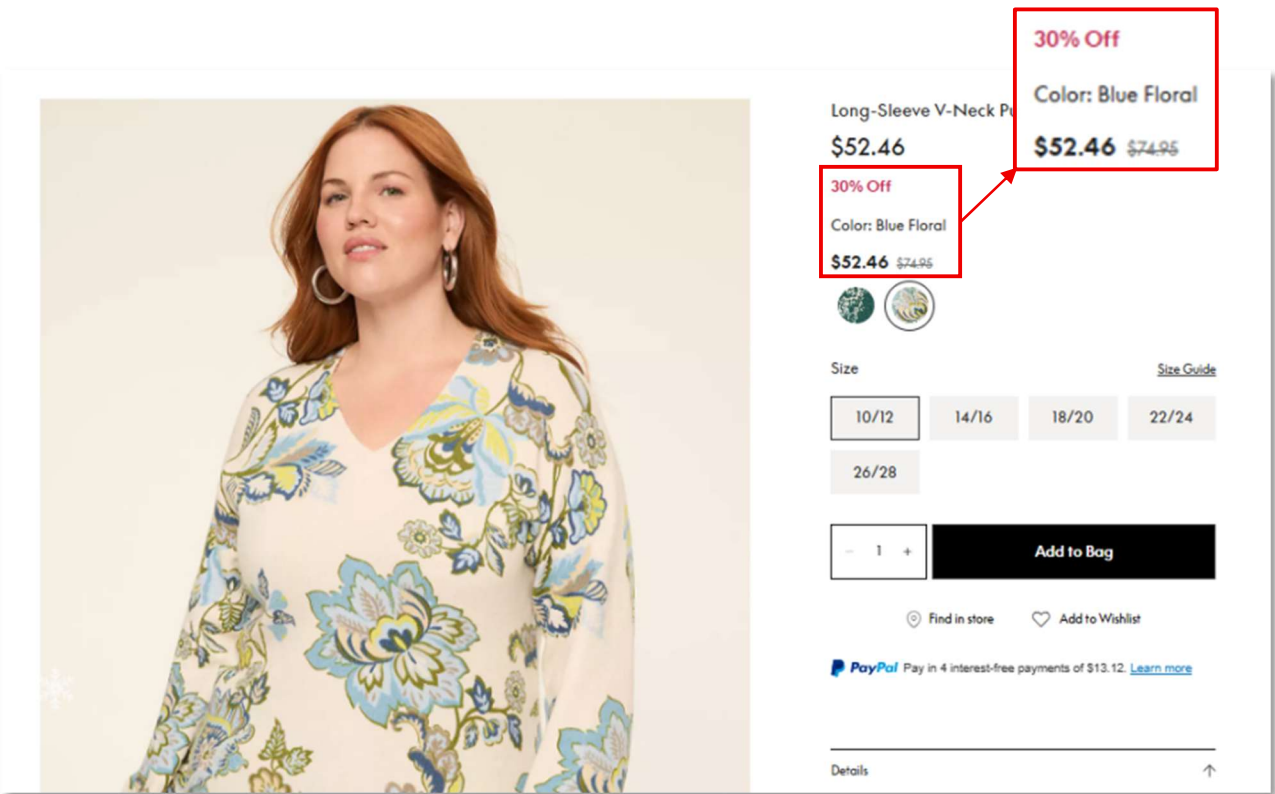 30% Off
Color: Blue Floral
$52.46 $74.95
Long-Sleeve V-Neck
$52.46
30% Off
Color: Blue Floral
$52.46 $74.95
Size Size Guide
10/12 14/16 18/20 22/24
26/28
− 1 + Add to Bag
Find in store Add to Wishlist
PayPal Pay in 4 interest-free payments of $13.12. Learn more
Details